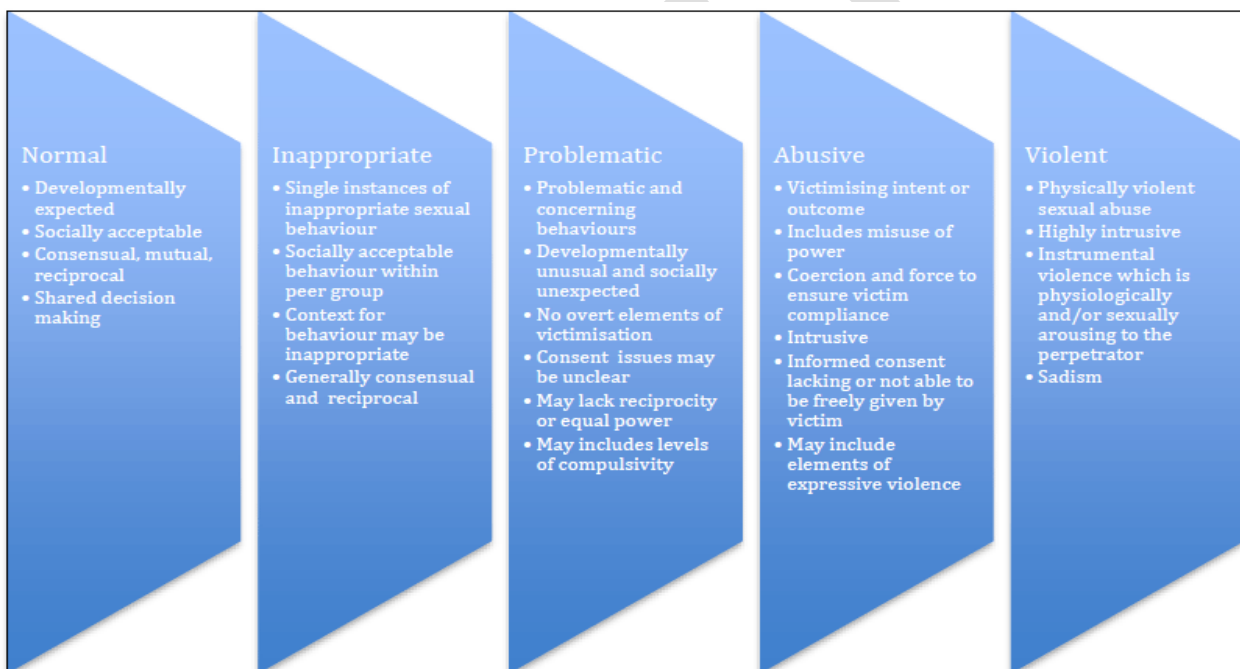 Normal
• Developmentally
expected
• Socially acceptable
• Consensual, mutual,
reciprocal
• Shared decision
making
Inappropriate
• Single instances of
inappropriate sexual
behaviour
• Socially acceptable
behaviour within
peer group
• Context for
behaviour may be
inappropriate
• Generally consensual
and reciprocal
Problematic
• Problematic and
concerning
behaviours
• Developmentally
unusual and socially
unexpected
• No overt elements of
victimisation
• Consent issues may
be unclear
• May lack reciprocity
or equal power
• May includes levels
of compulsivity
Abusive
• Victimising intent or
outcome
• Includes misuse of
power
• Coercion and force to
ensure victim
compliance
• Intrusive
• Informed consent
lacking or not able to
be freely given by
victim
• May include
elements of
expressive violence
Violent
• Physically violent
sexual abuse
• Highly intrusive
• Instrumental
violence which is
physiologically
and/or sexually
arousing to the
perpetrator
• Sadism